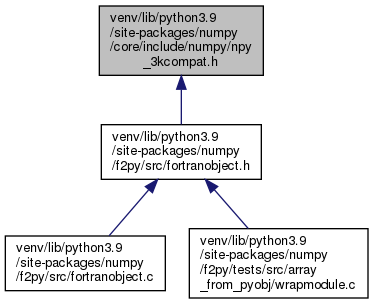 venv/lib/python3.9
/site-packages/numpy
/core/include/numpy/npy
_3kcompat.h
venv/lib/python3.9
/site-packages/numpy
/f2py/src/fortranobject.h
venv/lib/python3.9
/site-packages/numpy
/f2py/src/fortranobject.c
venv/lib/python3.9
/site-packages/numpy
/f2py/tests/src/array
_from_pyobj/wrapmodule.c